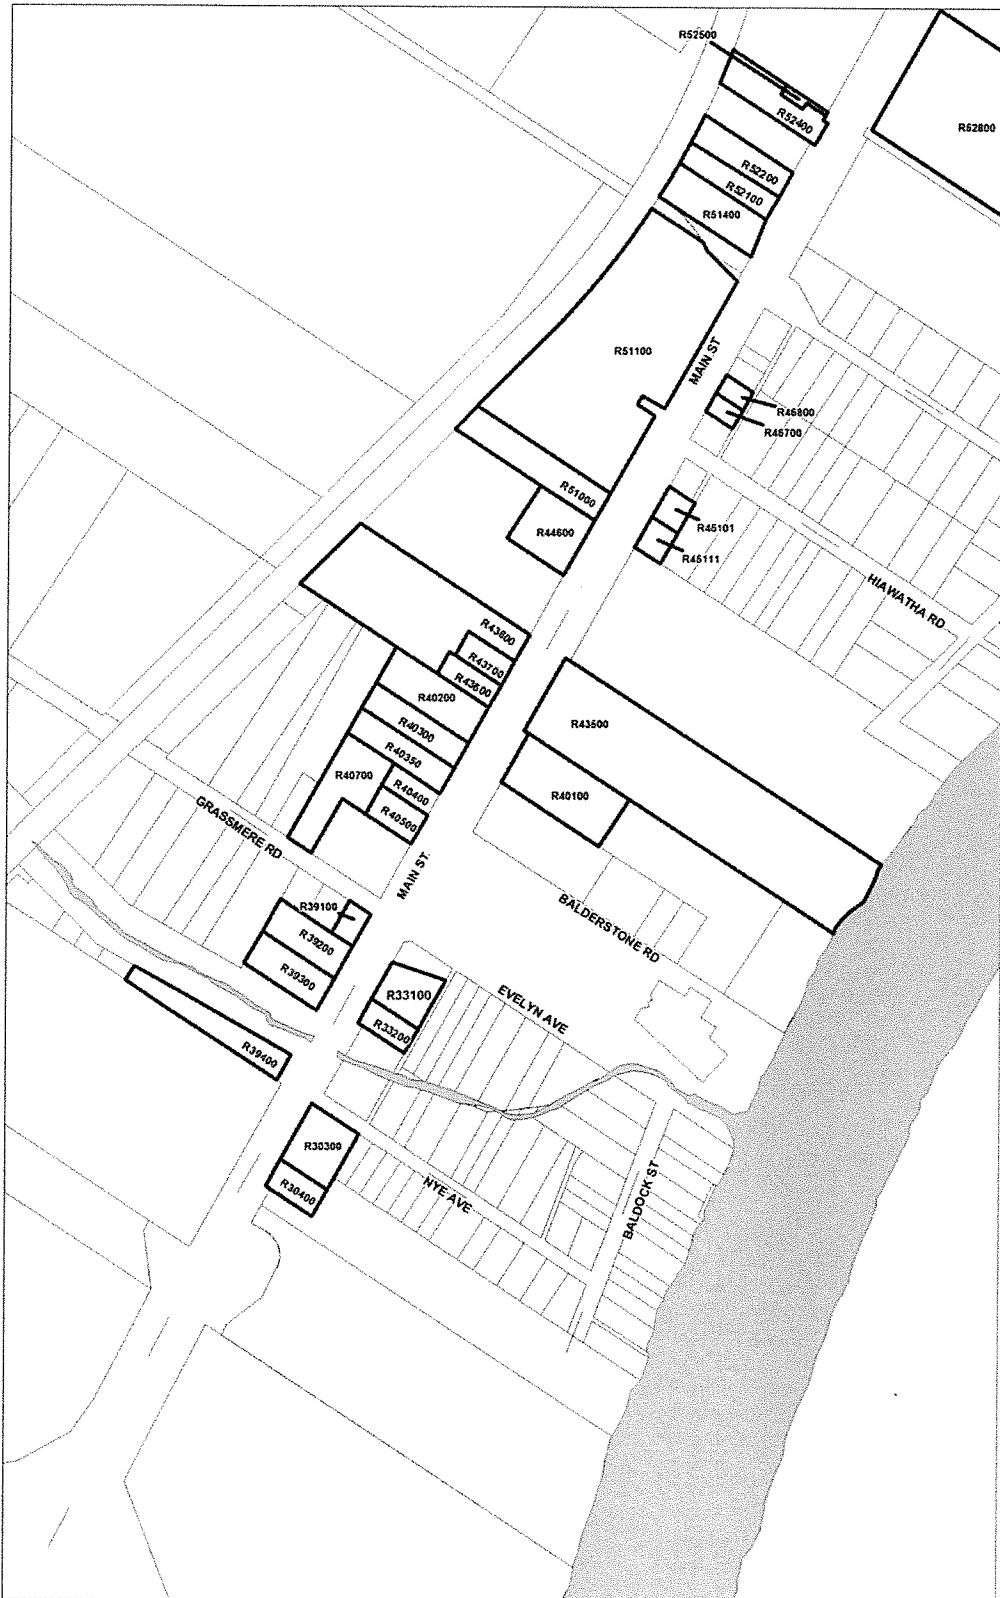 R52500
R52400
R52800
R52200
R52100
R51400
R51100
MAIN ST
R46800
R46700
R51000
R44600
R45101
R45111
HIAWATHA RD
R43800
R43700
R43600
R40200
R43500
R40300
R40350
R40700
R40400
R40100
R40500
GRASSMERE RD
MAIN ST
R39100
R39200
BALDERSTONE RD
R39300
R33100
EVELYN AVE
R33200
R39400
R30300
R30400
NYE AVE
BALDOCK ST